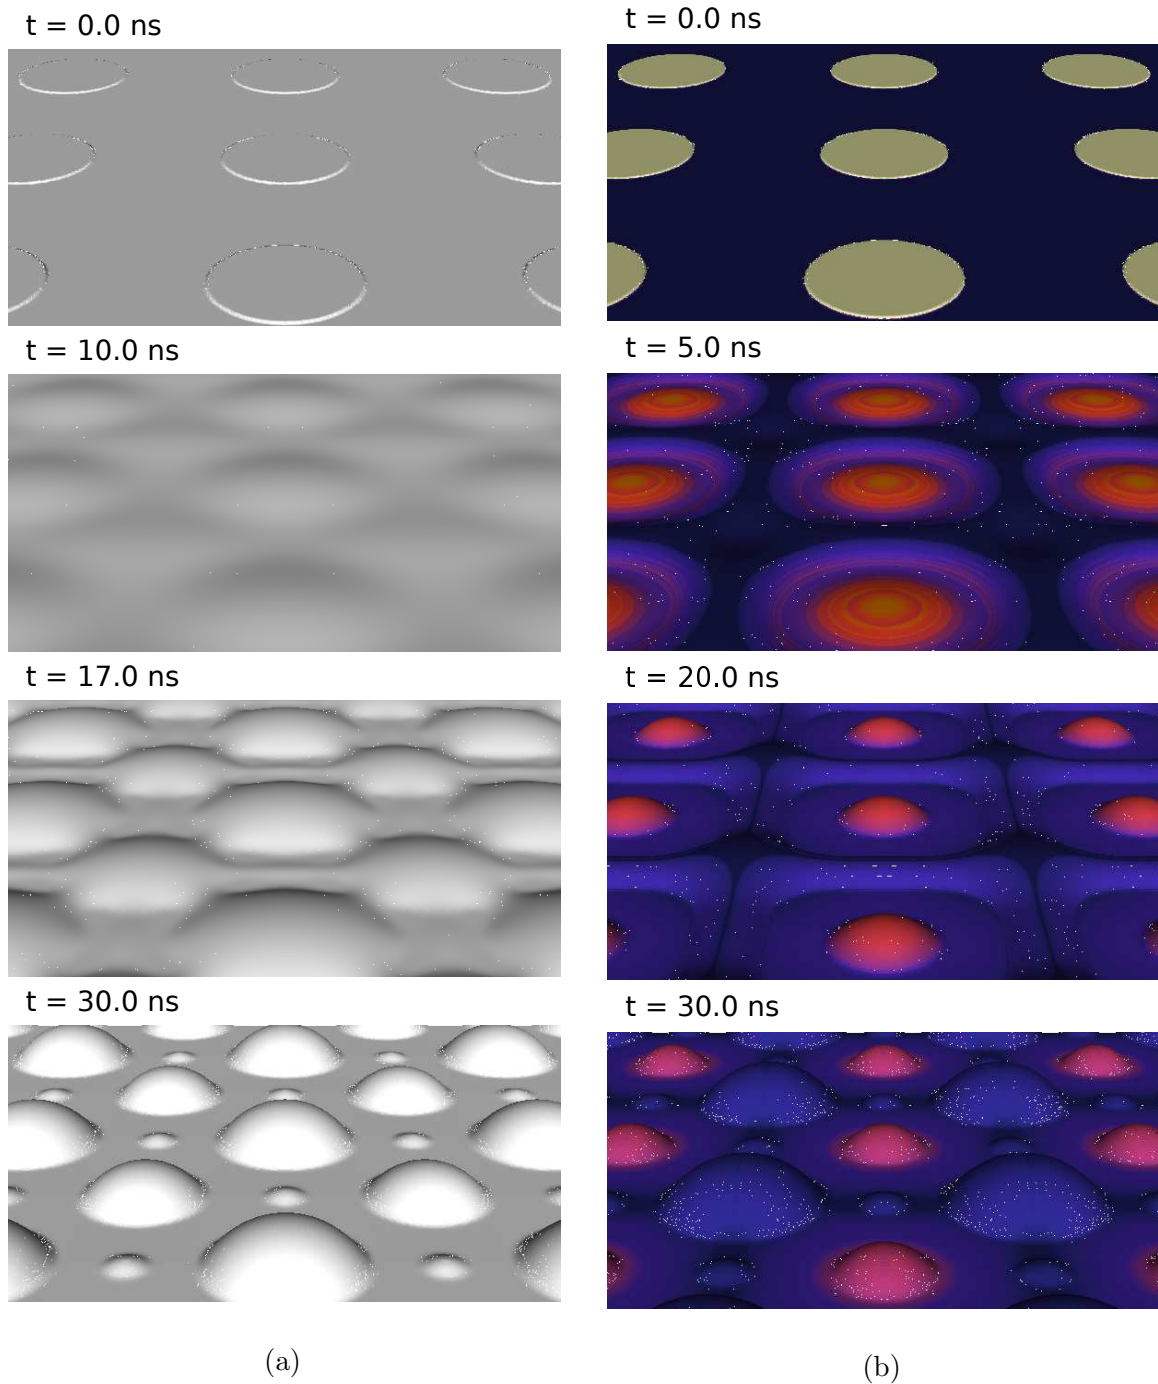 t = 0.0 ns
t = 10.0 ns
t = 17.0 ns
t = 30.0 ns
(a)
t = 0.0 ns
t = 5.0 ns
t = 20.0 ns
t = 30.0 ns
(b)